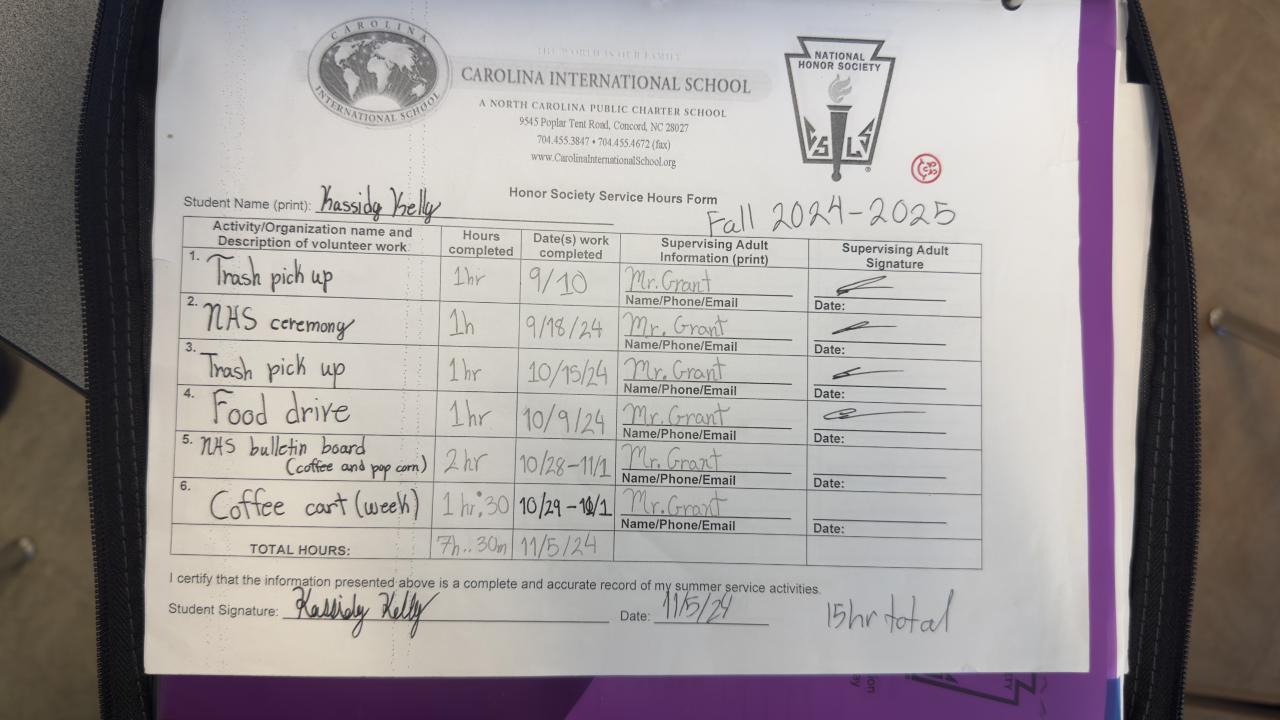 CAROLINA
INTERNATIONAL SCHOOL
THE WORLD IS OUR FAMILY
CAROLINA INTERNATIONAL SCHOOL
A NORTH CAROLINA PUBLIC CHARTER SCHOOL
9545 Poplar Tent Road, Concord, NC 28027
704.455.3847 • 704.455.4672 (fax)
www.CarolinaInternationalSchool.org
NATIONAL
HONOR SOCIETY
C S L S
®
Honor Society Service Hours Form
Student Name (print): Kassidy Kelly
Fall 2024-2025
Activity/Organization name and Description of volunteer work | Hours completed | Date(s) work completed | Supervising Adult Information (print) | Supervising Adult Signature
1. Trash pick up 1hr 9/10 Mr. Grant
Name/Phone/Email Date:
2. NHS ceremony 1h 9/18/24 Mr. Grant
Name/Phone/Email Date:
3. Trash pick up 1hr 10/15/24 Mr. Grant
Name/Phone/Email Date:
4. Food drive 1hr 10/9/24 Mr. Grant
Name/Phone/Email Date:
5. NHS bulletin board
(coffee and pop corn) 2hr 10/28-11/1 Mr. Grant
Name/Phone/Email Date:
6. Coffee cart (week) 1 hr:30 10/29 - Mr. Grant
Name/Phone/Email Date:
TOTAL HOURS: 7h..30m 11/5/24
I certify that the information presented above is a complete and accurate record of my summer service activities.
Student Signature: Kassidy Kelly Date: 11/5/24
15hr total